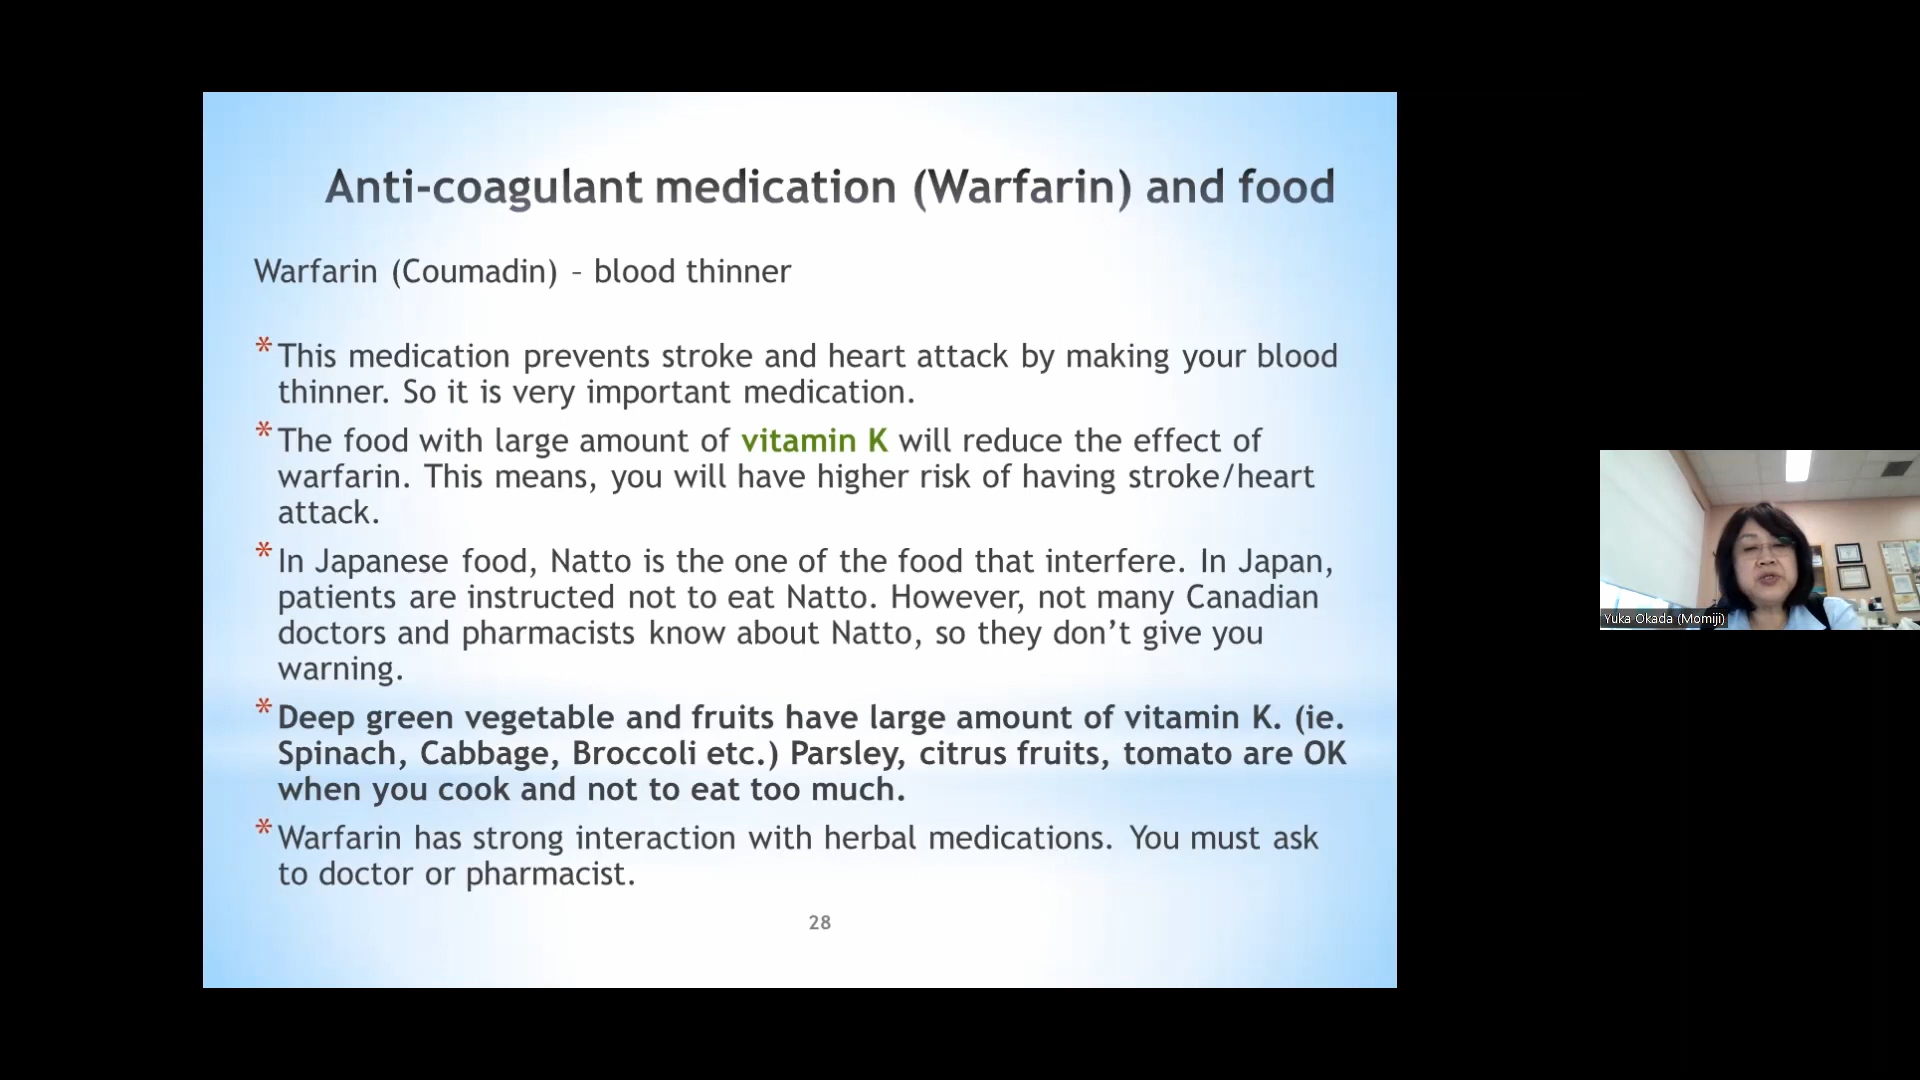 Anti-coagulant medication (Warfarin) and food
Warfarin (Coumadin) – blood thinner
* This medication prevents stroke and heart attack by making your blood
thinner. So it is very important medication.
* The food with large amount of vitamin K will reduce the effect of
warfarin. This means, you will have higher risk of having stroke/heart
attack.
* In Japanese food, Natto is the one of the food that interfere. In Japan,
patients are instructed not to eat Natto. However, not many Canadian
doctors and pharmacists know about Natto, so they don’t give you
warning.
* Deep green vegetable and fruits have large amount of vitamin K. (ie.
Spinach, Cabbage, Broccoli etc.) Parsley, citrus fruits, tomato are OK
when you cook and not to eat too much.
* Warfarin has strong interaction with herbal medications. You must ask
to doctor or pharmacist.
28
Yuka Okada (Momiji)